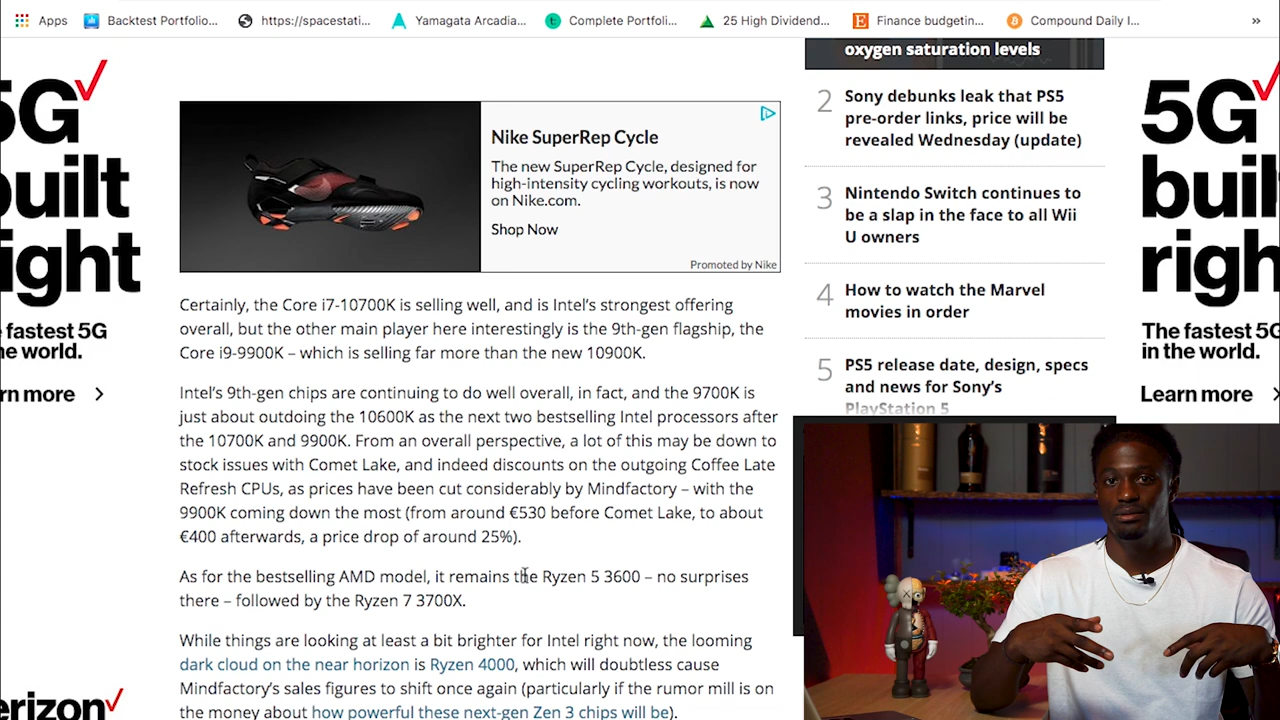 Apps
Backtest Portfolio...
https://spacestati...
Yamagata Arcadia...
Complete Portfolio...
25 High Dividend...
Finance budgetin...
Compound Daily I...
»
5G
built
right
fastest 5G
he world.
rn more
erizon
Nike SuperRep Cycle
The new SuperRep Cycle, designed for
high-intensity cycling workouts, is now
on Nike.com.
Shop Now
Promoted by Nike
Certainly, the Core i7-10700K is selling well, and is Intel’s strongest offering
overall, but the other main player here interestingly is the 9th-gen flagship, the
Core i9-9900K – which is selling far more than the new 10900K.
Intel’s 9th-gen chips are continuing to do well overall, in fact, and the 9700K is
just about outdoing the 10600K as the next two bestselling Intel processors after
the 10700K and 9900K. From an overall perspective, a lot of this may be down to
stock issues with Comet Lake, and indeed discounts on the outgoing Coffee Late
Refresh CPUs, as prices have been cut considerably by Mindfactory – with the
9900K coming down the most (from around €530 before Comet Lake, to about
€400 afterwards, a price drop of around 25%).
As for the bestselling AMD model, it remains the Ryzen 5 3600 – no surprises
there – followed by the Ryzen 7 3700X.
While things are looking at least a bit brighter for Intel right now, the looming
dark cloud on the near horizon is Ryzen 4000, which will doubtless cause
Mindfactory’s sales figures to shift once again (particularly if the rumor mill is on
the money about how powerful these next-gen Zen 3 chips will be).
oxygen saturation levels
2 Sony debunks leak that PS5
pre-order links, price will be
revealed Wednesday (update)
3 Nintendo Switch continues to
be a slap in the face to all Wii
U owners
4 How to watch the Marvel
movies in order
5 PS5 release date, design, specs
and news for Sony’s
PlayStation 5
5G
buil
righ
The fastest 5G
in the world.
Learn more